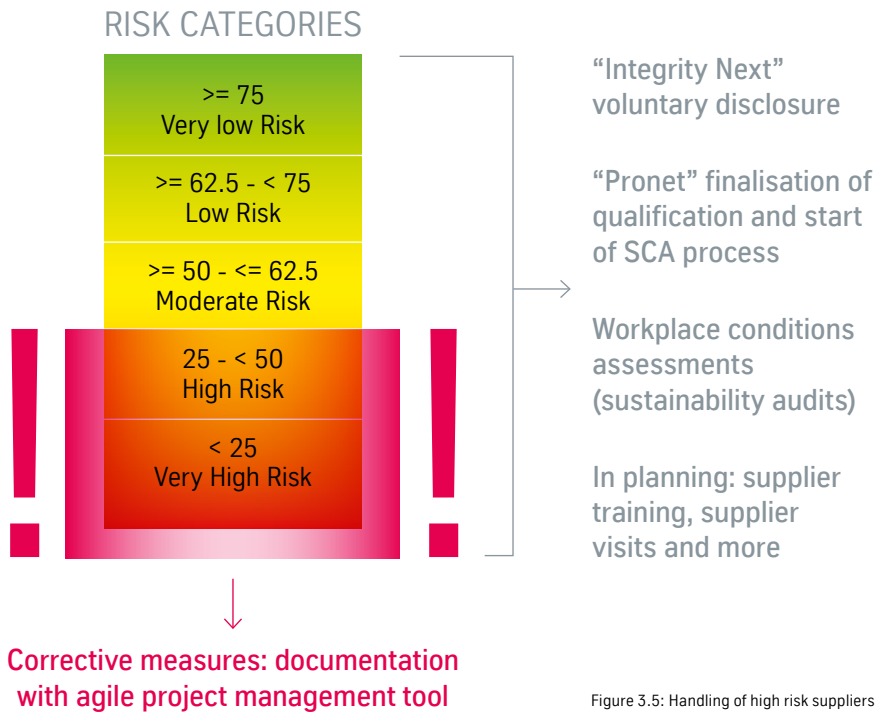 RISK CATEGORIES
>= 75
Very low Risk
>= 62.5 - < 75
Low Risk
>= 50 - <= 62.5
Moderate Risk
25 - < 50
High Risk
< 25
Very High Risk
! !
Corrective measures: documentation
with agile project management tool
“Integrity Next”
voluntary disclosure
“Pronet” finalisation of
qualification and start
of SCA process
Workplace conditions
assessments
(sustainability audits)
In planning: supplier
training, supplier
visits and more
Figure 3.5: Handling of high risk suppliers